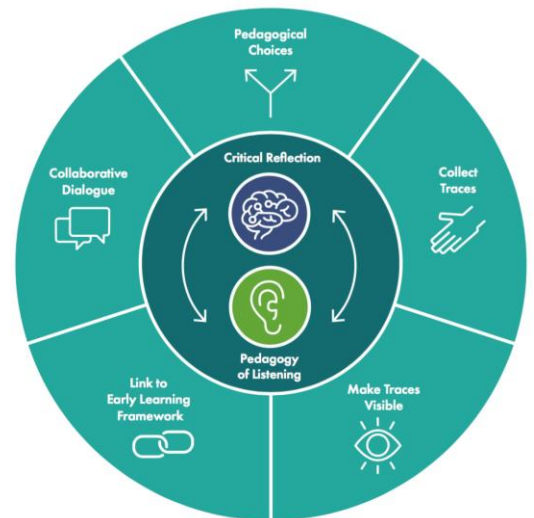 Pedagogical
Choices
Critical Reflection
Collaborative
Dialogue
Collect
Traces
Pedagogy
of Listening
Link to
Early Learning
Framework
Make Traces
Visible